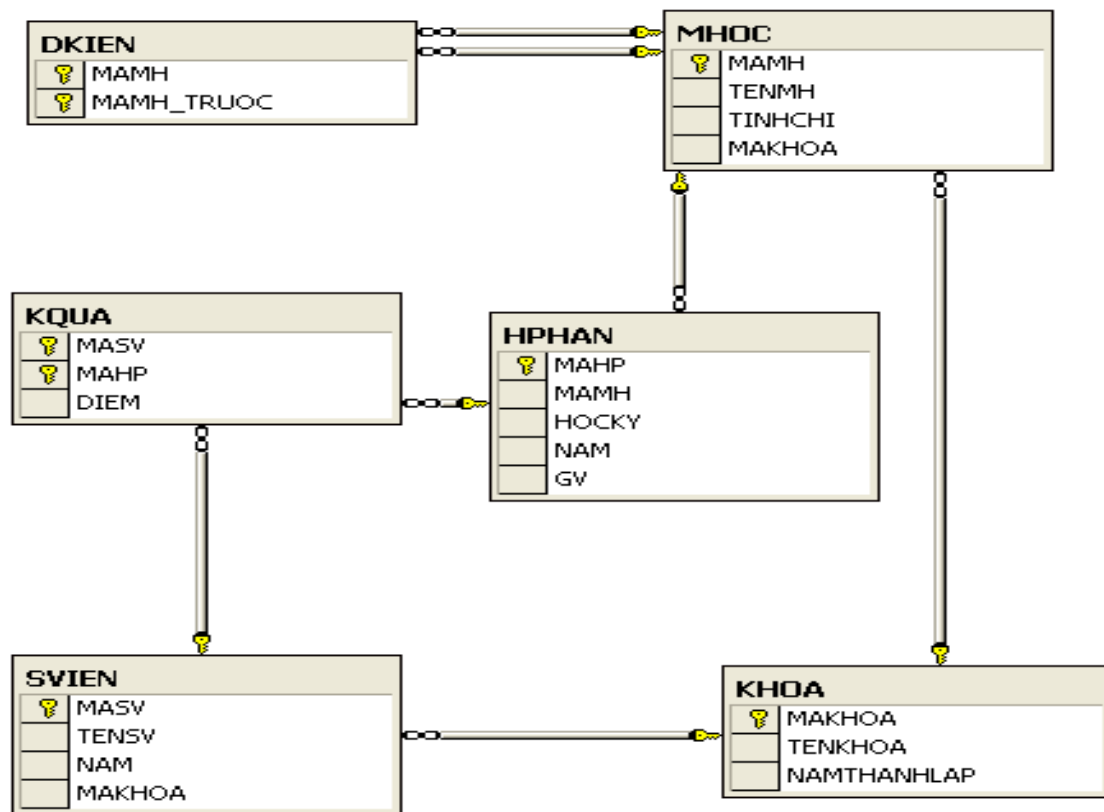 DKIEN
MAMH
MAMH_TRUOC
MHOC
MAMH
TENMH
TINHCHI
MAKHOA
KQUA
MASV
MAHP
DIEM
HPHAN
MAHP
MAMH
HOCKY
NAM
GV
SVIEN
MASV
TENSV
NAM
MAKHOA
KHOA
MAKHOA
TENKHOA
NAMTHANHLAP